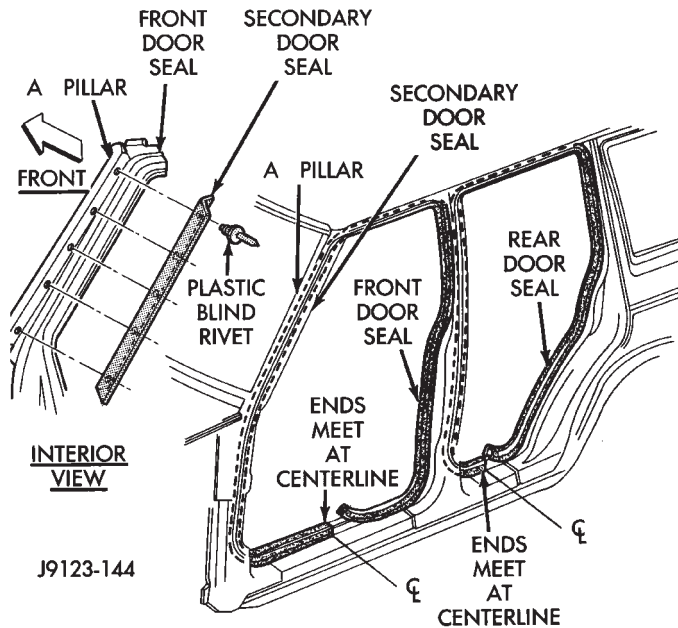 FRONT
DOOR
SEAL
SECONDARY
DOOR
SEAL
A PILLAR
FRONT
SECONDARY
DOOR
SEAL
A PILLAR
PLASTIC
BLIND
RIVET
FRONT
DOOR
SEAL
REAR
DOOR
SEAL
ENDS
MEET
AT
CENTERLINE
INTERIOR
VIEW
J9123-144
℄
℄
ENDS
MEET
AT
CENTERLINE